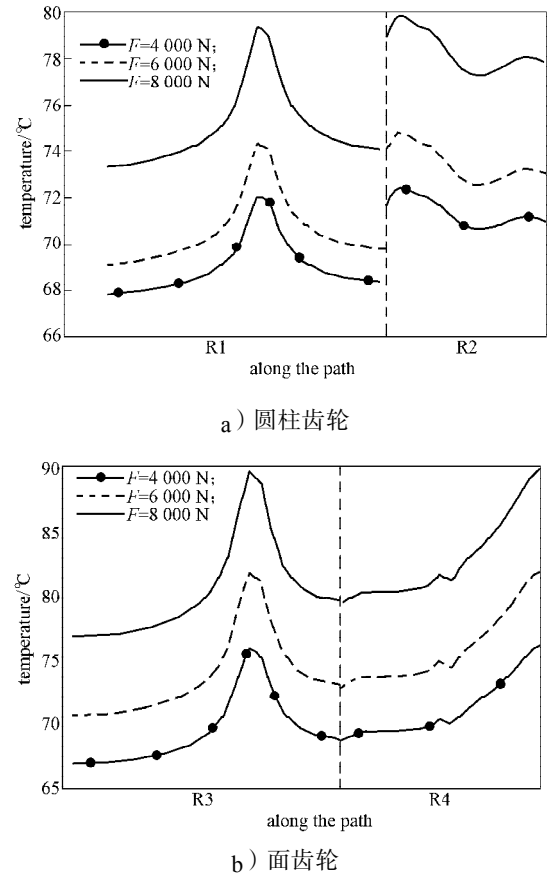 80
78
76
74
72
70
68
66
temperature/℃
F=4 000 N;
F=6 000 N;
F=8 000 N
R1 R2
along the path
a）圆柱齿轮
90
85
80
75
70
65
temperature/℃
F=4 000 N;
F=6 000 N;
F=8 000 N
R3 R4
along the path
b）面齿轮